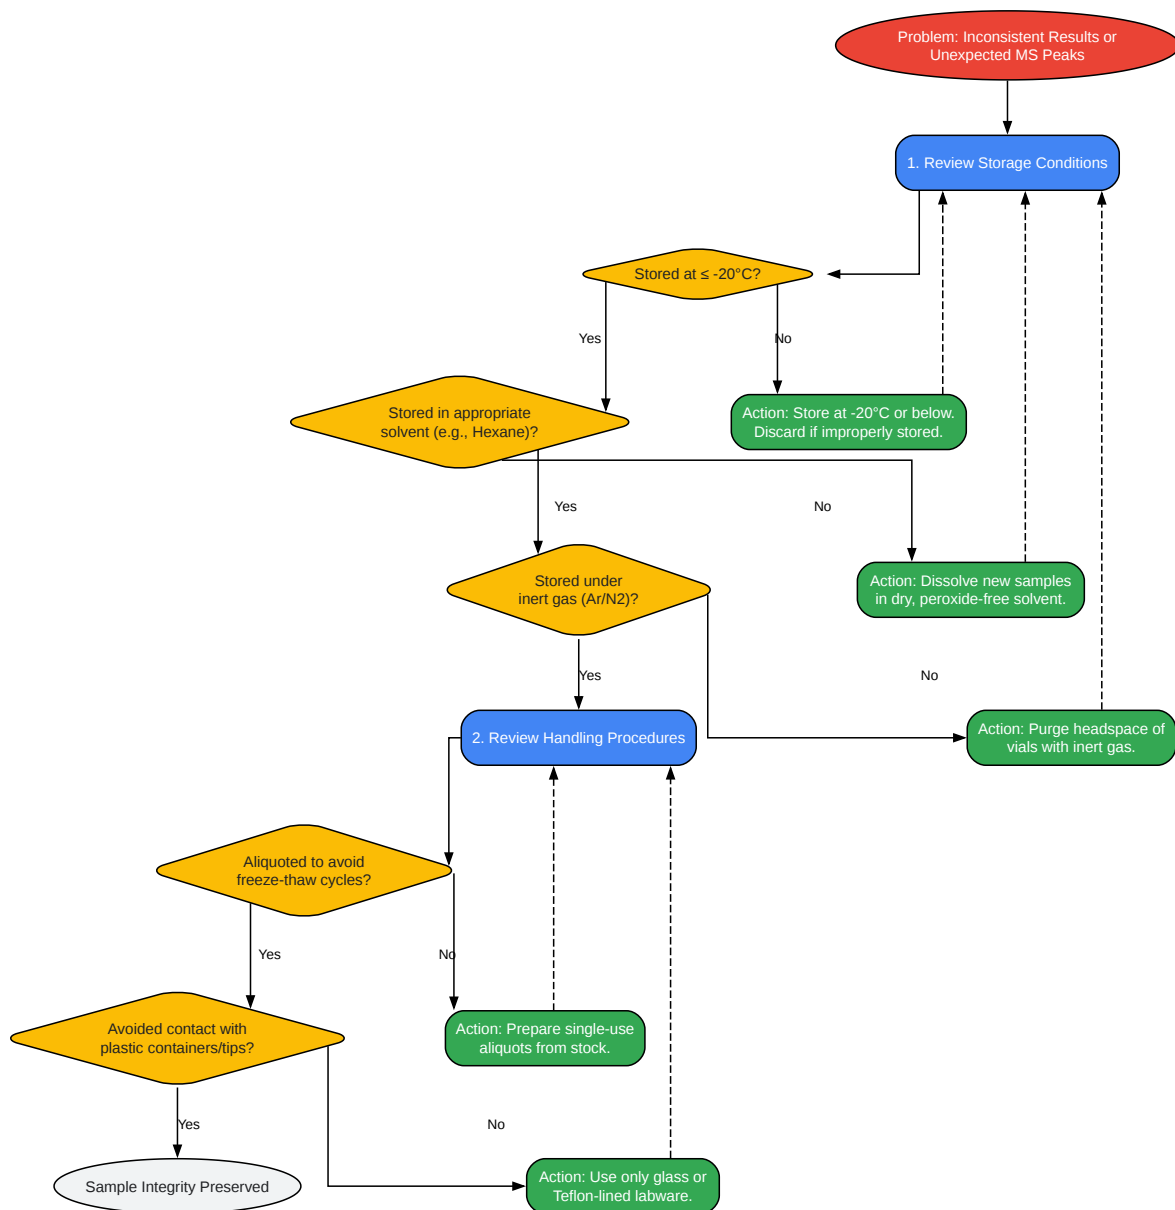 Problem: Inconsistent Results or
Unexpected MS Peaks
1. Review Storage Conditions
Stored at ≤ -20°C?
Yes
No
Stored in appropriate
solvent (e.g., Hexane)?
Action: Store at -20°C or below.
Discard if improperly stored.
Yes
No
Stored under
inert gas (Ar/N2)?
Action: Dissolve new samples
in dry, peroxide-free solvent.
Yes
No
2. Review Handling Procedures
Action: Purge headspace of
vials with inert gas.
Aliquoted to avoid
freeze-thaw cycles?
Yes
No
Avoided contact with
plastic containers/tips?
Action: Prepare single-use
aliquots from stock.
Yes
No
Sample Integrity Preserved
Action: Use only glass or
Teflon-lined labware.